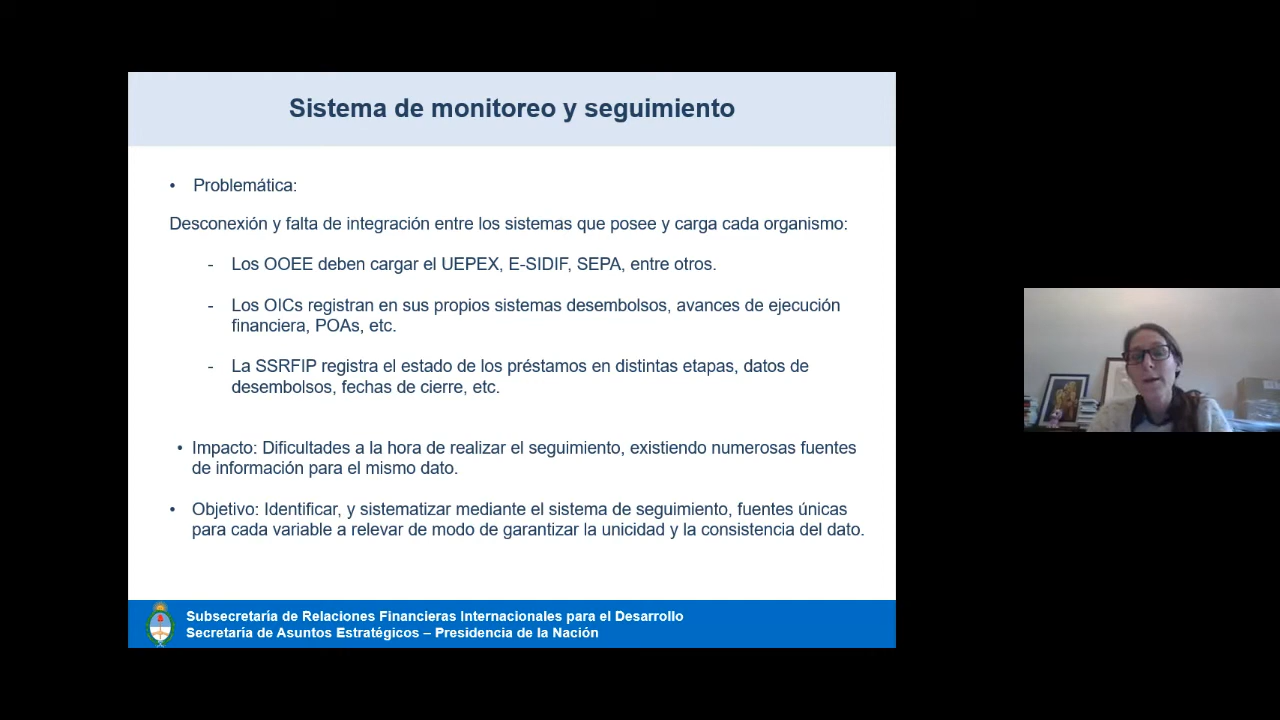 Sistema de monitoreo y seguimiento
• Problemática:
Desconexión y falta de integración entre los sistemas que posee y carga cada organismo:
- Los OOEE deben cargar el UEPEX, E-SIDIF, SEPA, entre otros.
- Los OICs registran en sus propios sistemas desembolsos, avances de ejecución
financiera, POAs, etc.
- La SSRFIP registra el estado de los préstamos en distintas etapas, datos de
desembolsos, fechas de cierre, etc.
• Impacto: Dificultades a la hora de realizar el seguimiento, existiendo numerosas fuentes
de información para el mismo dato.
• Objetivo: Identificar, y sistematizar mediante el sistema de seguimiento, fuentes únicas
para cada variable a relevar de modo de garantizar la unicidad y la consistencia del dato.
Subsecretaría de Relaciones Financieras Internacionales para el Desarrollo
Secretaría de Asuntos Estratégicos – Presidencia de la Nación